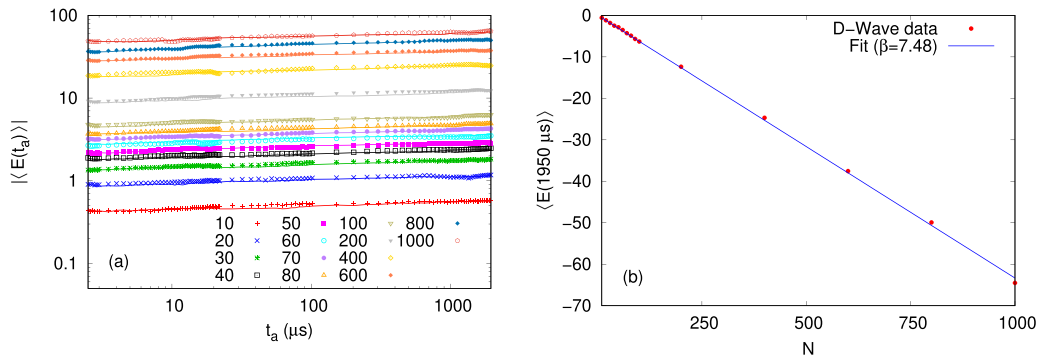 100
10
1
0.1
|⟨ E(tₐ)⟩|
10 50 100 800
20 60 200 1000
30 70 400
40 80 600
(a)
10 100 1000
tₐ (μs)
0
−10
−20
−30
−40
−50
−60
−70
⟨E(1950 μs)⟩
D−Wave data
Fit (β=7.48)
(b)
250 500 750 1000
N